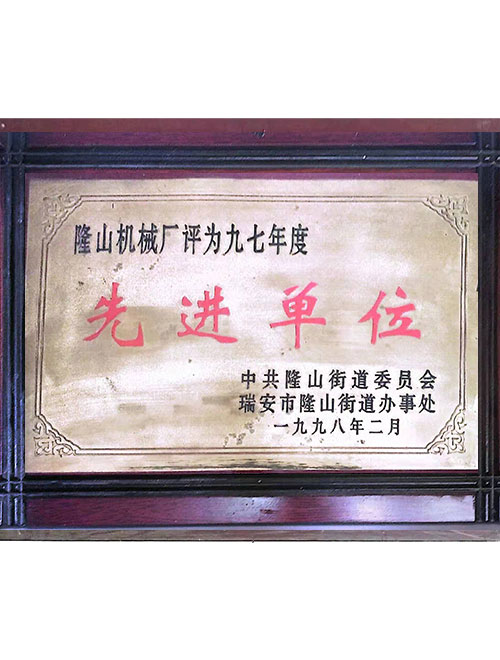 隆山机械厂评为九七年度
先进单位
中共隆山街道委员会
瑞安市隆山街道办事处
一九九八年二月